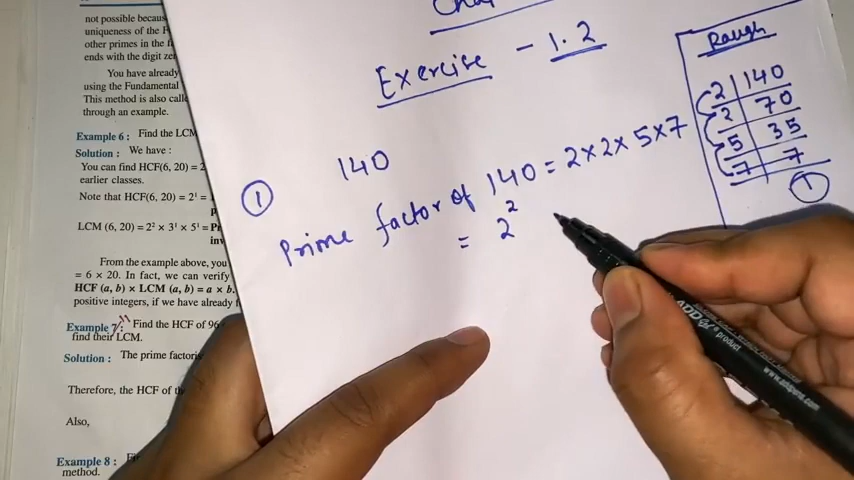 not possible becaus
uniqueness of the F
other primes in the f
ends with the digit ze
You have already
using the Fundamental
This method is also calle
through an example.
Example 6 : Find the LCM
Solution : We have :
You can find HCF(6, 20) = 2
earlier classes.
Note that HCF(6, 20) = 2¹ =
LCM (6, 20) = 2² × 3¹ × 5¹ = Pr
inv
From the example above, you
= 6 × 20. In fact, we can verify
HCF (a, b) × LCM (a, b) = a × b.
positive integers, if we have already f
Example 7 : Find the HCF of 96
find their LCM.
Solution : The prime factoris
Therefore, the HCF of th
Also,
Example 8 :
method.
Exercise - 1.2
① 140
Prime factor of 140 = 2×2×5×7
= 2²
Rough
2 | 140
2 | 70
5 | 35
7 | 7
①
ADD Gel
product